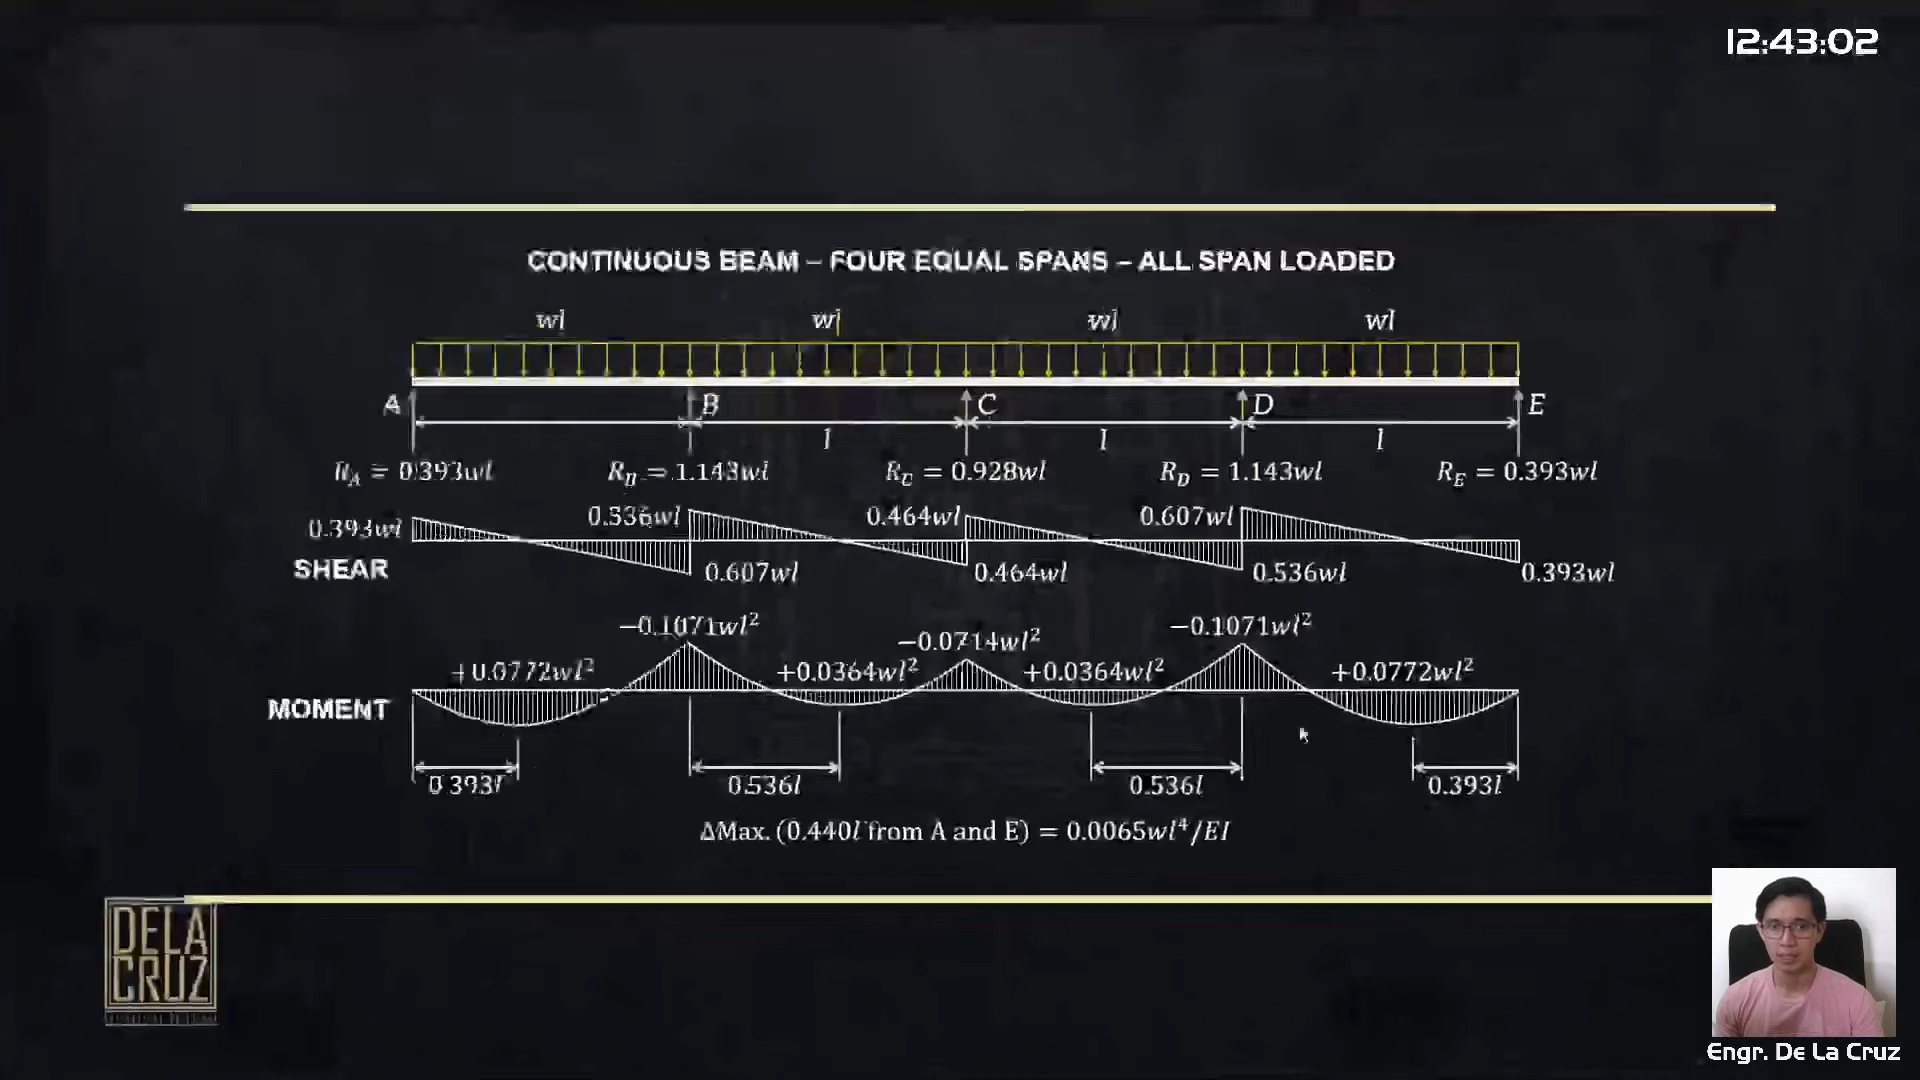 12:43:02
CONTINUOUS BEAM – FOUR EQUAL SPANS – ALL SPAN LOADED
wl wl wl wl
A B C D E
l l l
R_A = 0.393wl R_B = 1.143wl R_C = 0.928wl R_D = 1.143wl R_E = 0.393wl
0.393wl 0.536wl 0.464wl 0.607wl
SHEAR 0.607wl 0.464wl 0.536wl 0.393wl
−0.1071wl² −0.0714wl² −0.1071wl²
+0.0772wl² +0.0364wl² +0.0364wl² +0.0772wl²
MOMENT
0.393l 0.536l 0.536l 0.393l
ΔMax. (0.440l from A and E) = 0.0065wl⁴/EI
DELA
CRUZ
Engr. De La Cruz